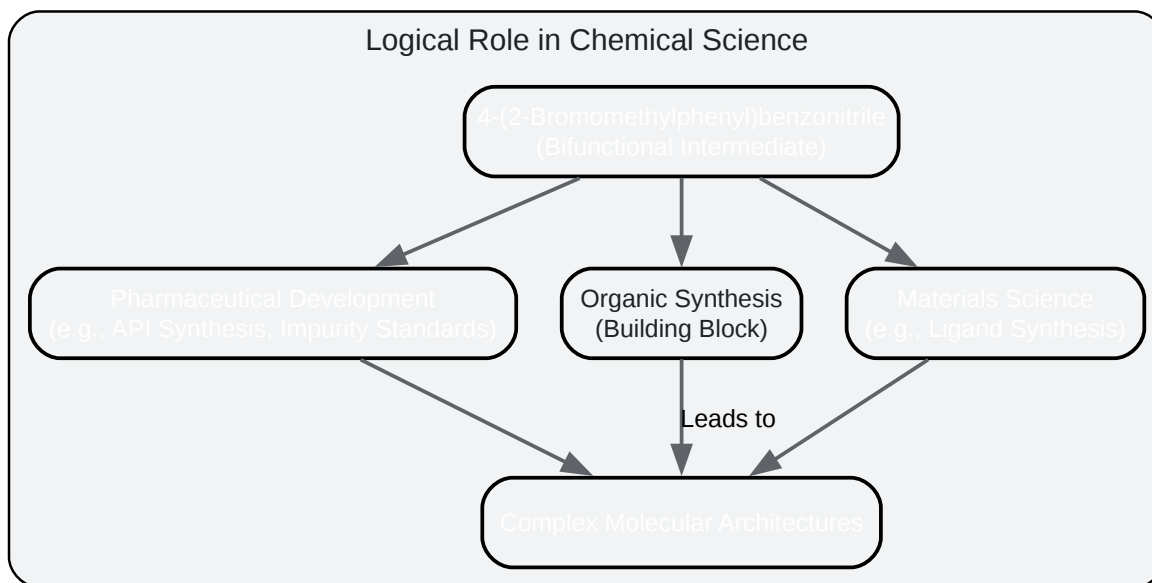 Logical Role in Chemical Science
4-(2-Bromomethylphenyl)benzonitrile
(Bifunctional Intermediate)
Pharmaceutical Development
(e.g., API Synthesis, Impurity Standards)
Organic Synthesis
(Building Block)
Materials Science
(e.g., Ligand Synthesis)
Leads to
Complex Molecular Architectures